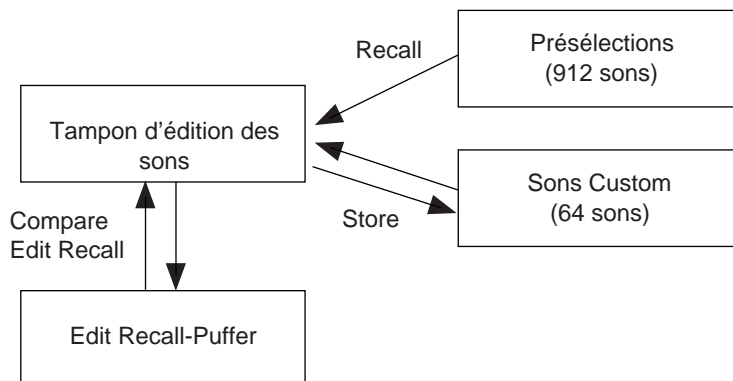 Recall
Présélections
(912 sons)
Tampon d'édition des
sons
Sons Custom
(64 sons)
Store
Compare
Edit Recall
Edit Recall-Puffer